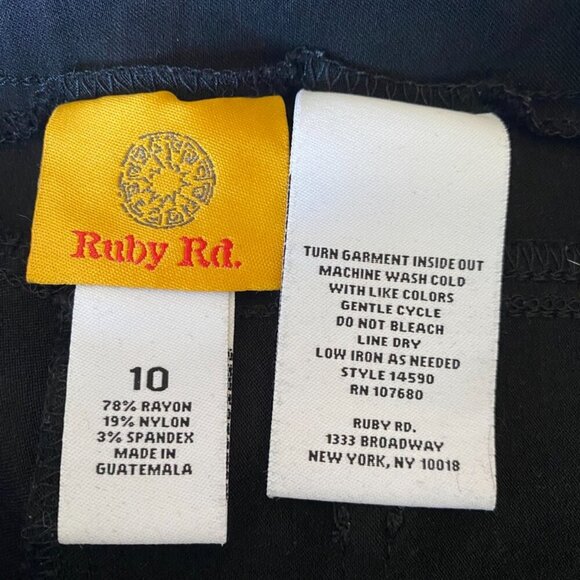 Ruby Rd.
10
78% RAYON
19% NYLON
3% SPANDEX
MADE IN
GUATEMALA
TURN GARMENT INSIDE OUT
MACHINE WASH COLD
WITH LIKE COLORS
GENTLE CYCLE
DO NOT BLEACH
LINE DRY
LOW IRON AS NEEDED
STYLE 14590
RN 107680
RUBY RD.
1333 BROADWAY
NEW YORK, NY 10018